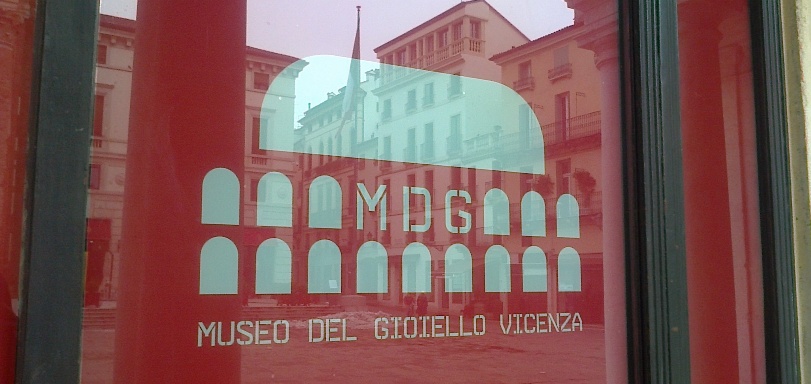 MDG
MUSEO DEL GIOIELLO VICENZA